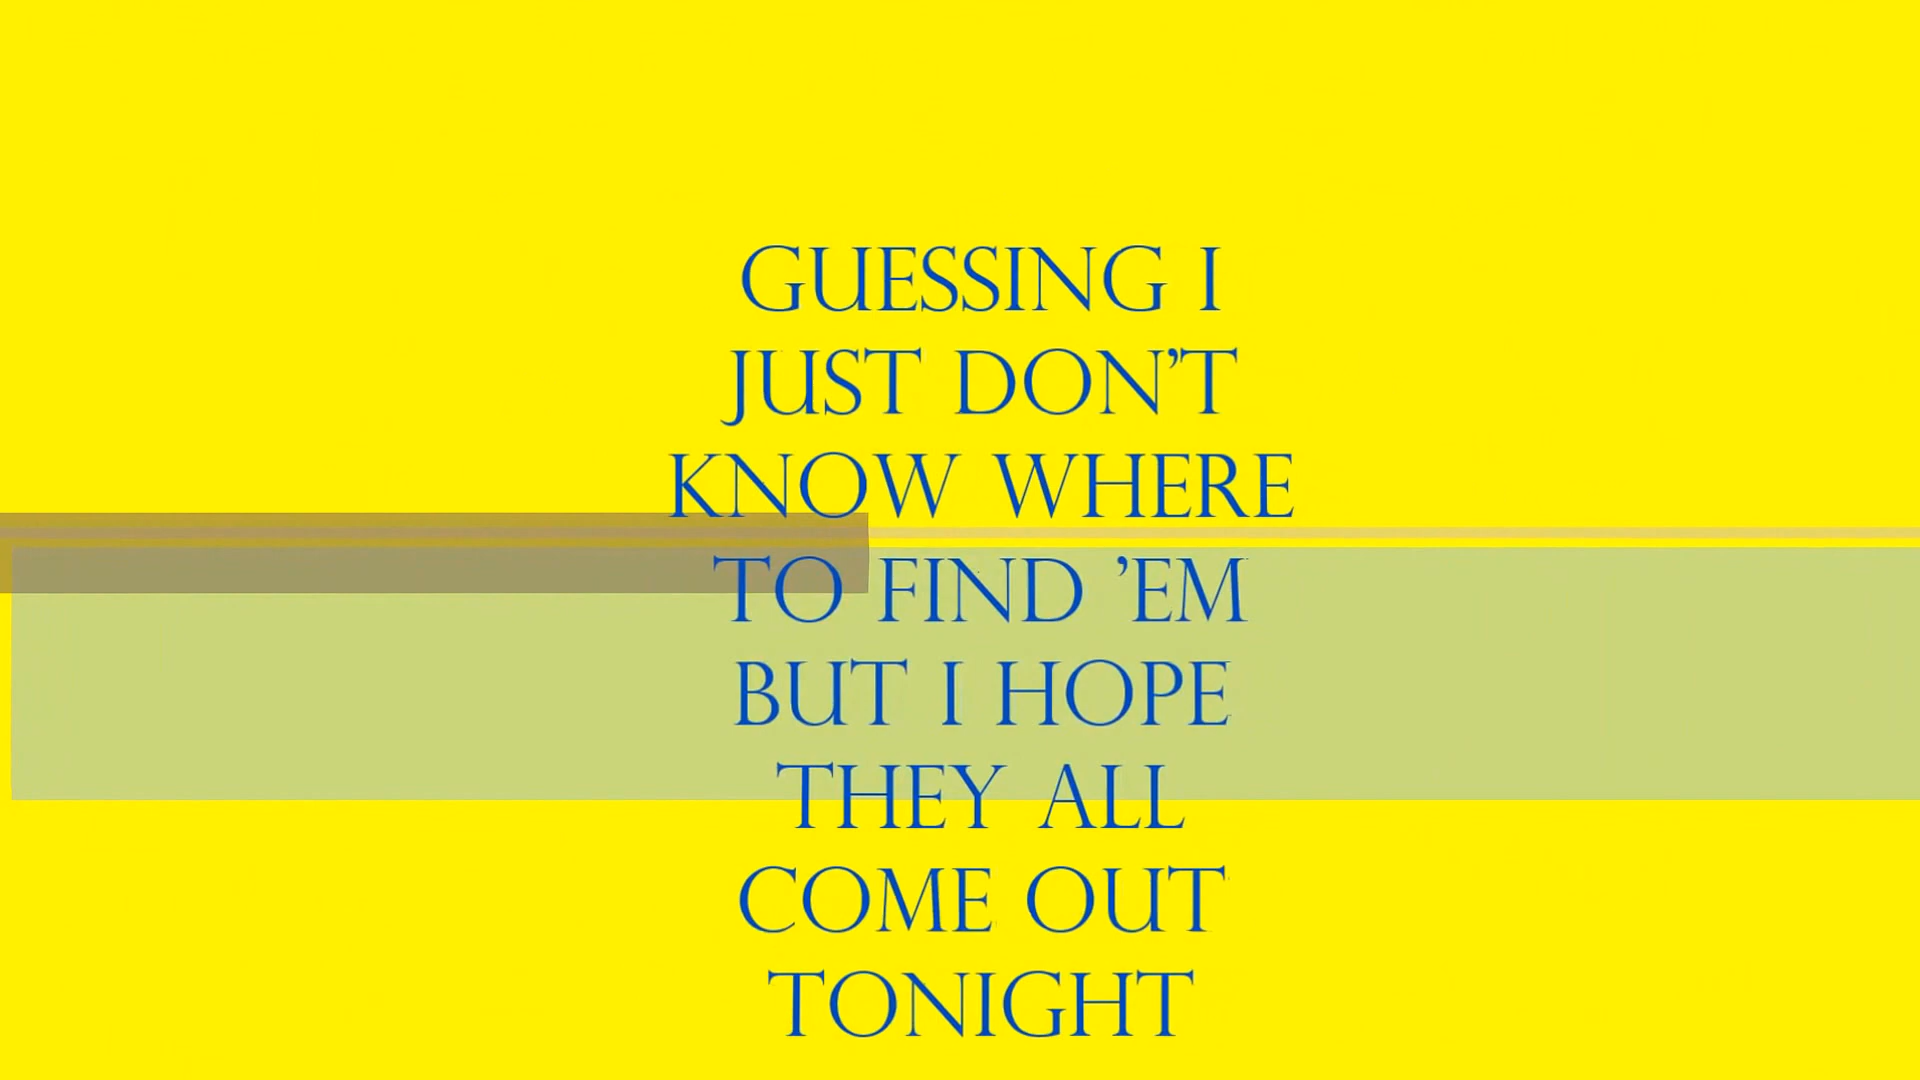 GUESSING I
JUST DON'T
KNOW WHERE
TO FIND 'EM
BUT I HOPE
THEY ALL
COME OUT
TONIGHT